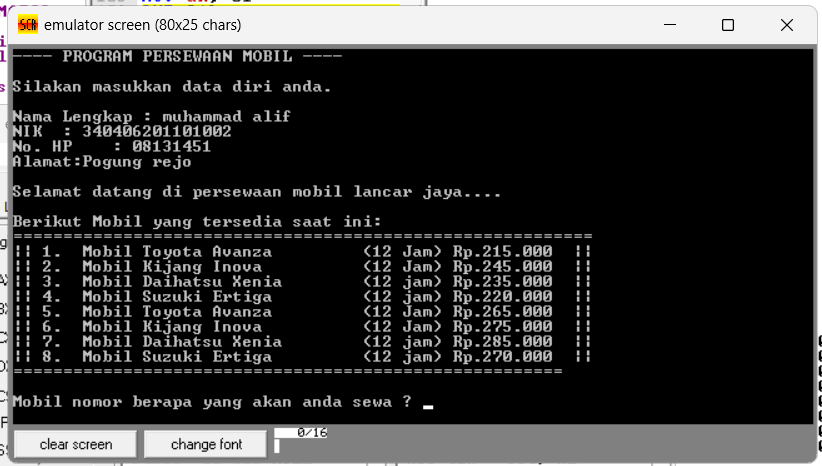 SCR emulator screen (80x25 chars)
---- PROGRAM PERSEWAAN MOBIL ----
Silakan masukkan data diri anda.
Nama Lengkap : muhammad alif
NIK  : 340406201101002
No. HP    : 08131451
Alamat:Pogung rejo
Selamat datang di persewaan mobil lancar jaya....
Berikut Mobil yang tersedia saat ini:
==========================================================
|| 1.  Mobil Toyota Avanza         (12 Jam) Rp.215.000  ||
|| 2.  Mobil Kijang Inova          (12 Jam) Rp.245.000  ||
|| 3.  Mobil Daihatsu Xenia        (12 jam) Rp.235.000  ||
|| 4.  Mobil Suzuki Ertiga         (12 jam) Rp.220.000  ||
|| 5.  Mobil Toyota Avanza         (12 Jam) Rp.265.000  ||
|| 6.  Mobil Kijang Inova          (12 jam) Rp.275.000  ||
|| 7.  Mobil Daihatsu Xenia        (12 jam) Rp.285.000  ||
|| 8.  Mobil Suzuki Ertiga         (12 jam) Rp.270.000  ||
=======================================================
Mobil nomor berapa yang akan anda sewa ? _
clear screen change font 0/16